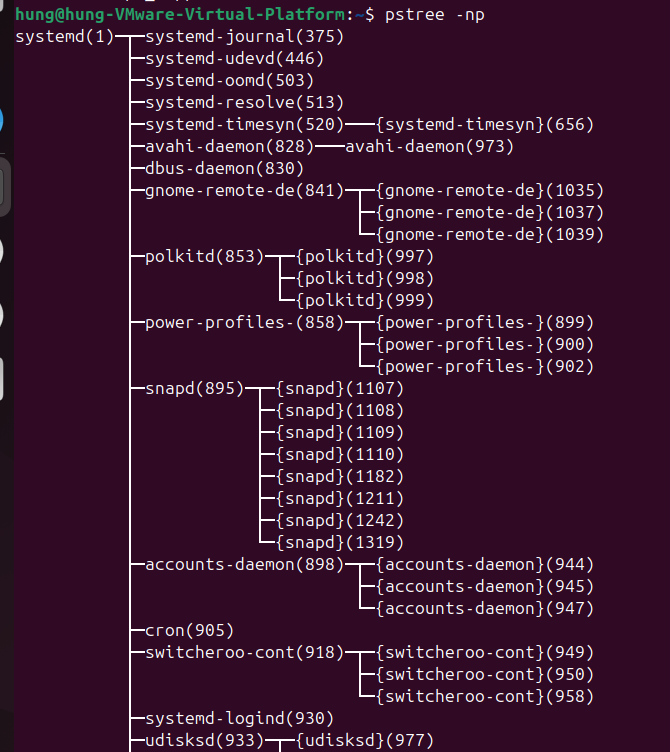 hung@hung-VMware-Virtual-Platform:~$ pstree -np
systemd(1)─┬─systemd-journal(375)
           ├─systemd-udevd(446)
           ├─systemd-oomd(503)
           ├─systemd-resolve(513)
           ├─systemd-timesyn(520)───{systemd-timesyn}(656)
           ├─avahi-daemon(828)───avahi-daemon(973)
           ├─dbus-daemon(830)
           ├─gnome-remote-de(841)─┬─{gnome-remote-de}(1035)
           │                      ├─{gnome-remote-de}(1037)
           │                      └─{gnome-remote-de}(1039)
           ├─polkitd(853)─┬─{polkitd}(997)
           │              ├─{polkitd}(998)
           │              └─{polkitd}(999)
           ├─power-profiles-(858)─┬─{power-profiles-}(899)
           │                      ├─{power-profiles-}(900)
           │                      └─{power-profiles-}(902)
           ├─snapd(895)─┬─{snapd}(1107)
           │            ├─{snapd}(1108)
           │            ├─{snapd}(1109)
           │            ├─{snapd}(1110)
           │            ├─{snapd}(1182)
           │            ├─{snapd}(1211)
           │            ├─{snapd}(1242)
           │            └─{snapd}(1319)
           ├─accounts-daemon(898)─┬─{accounts-daemon}(944)
           │                      ├─{accounts-daemon}(945)
           │                      └─{accounts-daemon}(947)
           ├─cron(905)
           ├─switcheroo-cont(918)─┬─{switcheroo-cont}(949)
           │                      ├─{switcheroo-cont}(950)
           │                      └─{switcheroo-cont}(958)
           ├─systemd-logind(930)
           ├─udisksd(933)─┬─{udisksd}(977)